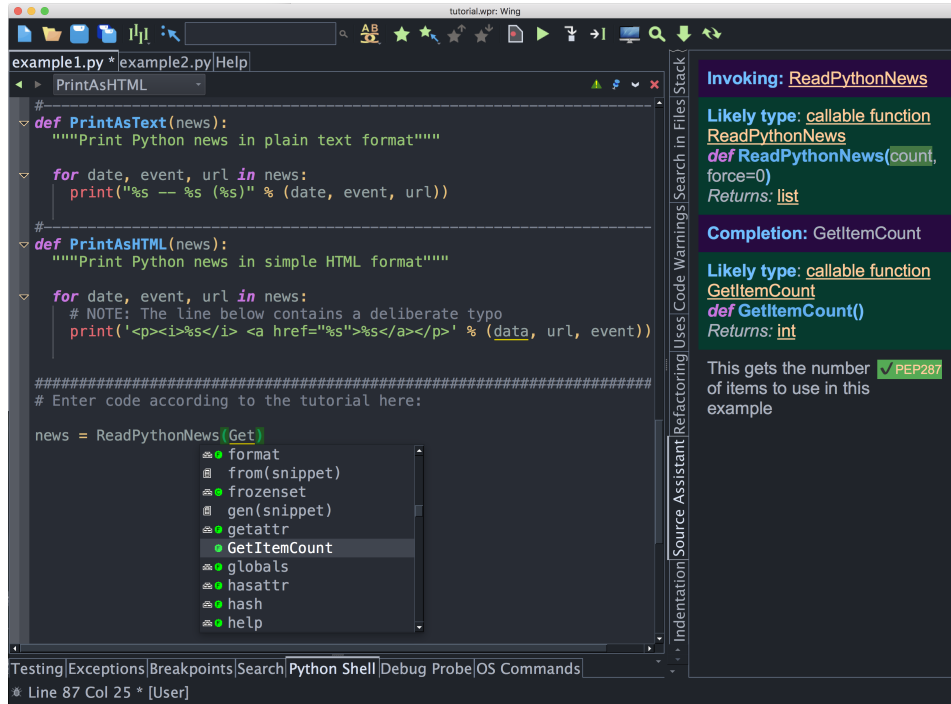 tutorial.wpr: Wing
AB
example1.py * example2.py Help
PrintAsHTML
#----------------------------------------------------------------------
def PrintAsText(news):
"""Print Python news in plain text format"""
for date, event, url in news:
print("%s -- %s (%s)" % (date, event, url))
#----------------------------------------------------------------------
def PrintAsHTML(news):
"""Print Python news in simple HTML format"""
for date, event, url in news:
# NOTE: The line below contains a deliberate typo
print('<p><i>%s</i> <a href="%s">%s</a></p>' % (data, url, event))
#######################################################################
# Enter code according to the tutorial here:
news = ReadPythonNews(Get)
format
from(snippet)
frozenset
gen(snippet)
getattr
GetItemCount
globals
hasattr
hash
help
Testing Exceptions Breakpoints Search Python Shell Debug Probe OS Commands
Line 87 Col 25 * [User]
Stack
Search in Files
Code Warnings
Uses
Refactoring
Source Assistant
Indentation
Invoking: ReadPythonNews
Likely type: callable function
ReadPythonNews
def ReadPythonNews(count,
force=0)
Returns: list
Completion: GetItemCount
Likely type: callable function
GetItemCount
def GetItemCount()
Returns: int
This gets the number ✓PEP287
of items to use in this
example